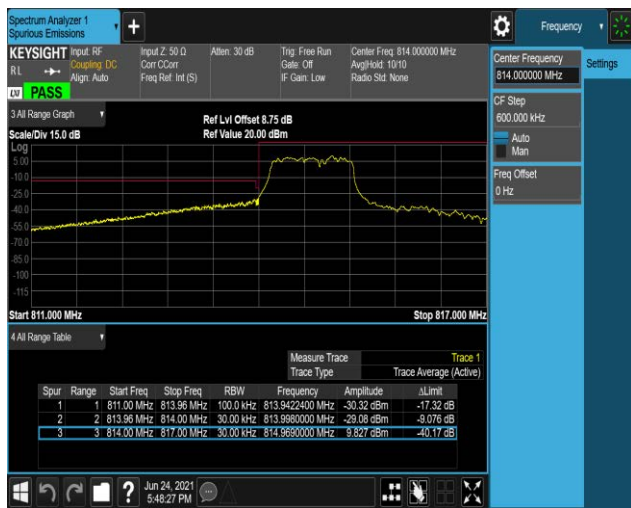 Spectrum Analyzer 1
Spurious Emissions
+
Frequency
KEYSIGHT Input: RF Input Z: 50 Ω Atten: 30 dB Trig: Free Run Center Freq: 814.000000 MHz
RL Coupling: DC Corr CCorr Gate: Off Avg|Hold: 10/10
Align: Auto Freq Ref: Int (S) IF Gain: Low Radio Std: None
LXI PASS
Center Frequency
814.000000 MHz
Settings
CF Step
600.000 kHz
Auto
Man
Freq Offset
0 Hz
3 All Range Graph
Ref Lvl Offset 8.75 dB
Scale/Div 15.0 dB Ref Value 20.00 dBm
Log
5.00
-10.0
-25.0
-40.0
-55.0
-70.0
-85.0
-100
-115
Start 811.000 MHz Stop 817.000 MHz
4 All Range Table
Measure Trace Trace 1
Trace Type Trace Average (Active)
Spur Range Start Freq Stop Freq RBW Frequency Amplitude ΔLimit
1 1 811.00 MHz 813.96 MHz 100.0 kHz 813.9422400 MHz -30.32 dBm -17.32 dB
2 2 813.96 MHz 814.00 MHz 30.00 kHz 813.9980000 MHz -29.08 dBm -9.076 dB
3 3 814.00 MHz 817.00 MHz 30.00 kHz 814.9690000 MHz 9.827 dBm -40.17 dB
? Jun 24, 2021
5:48:27 PM